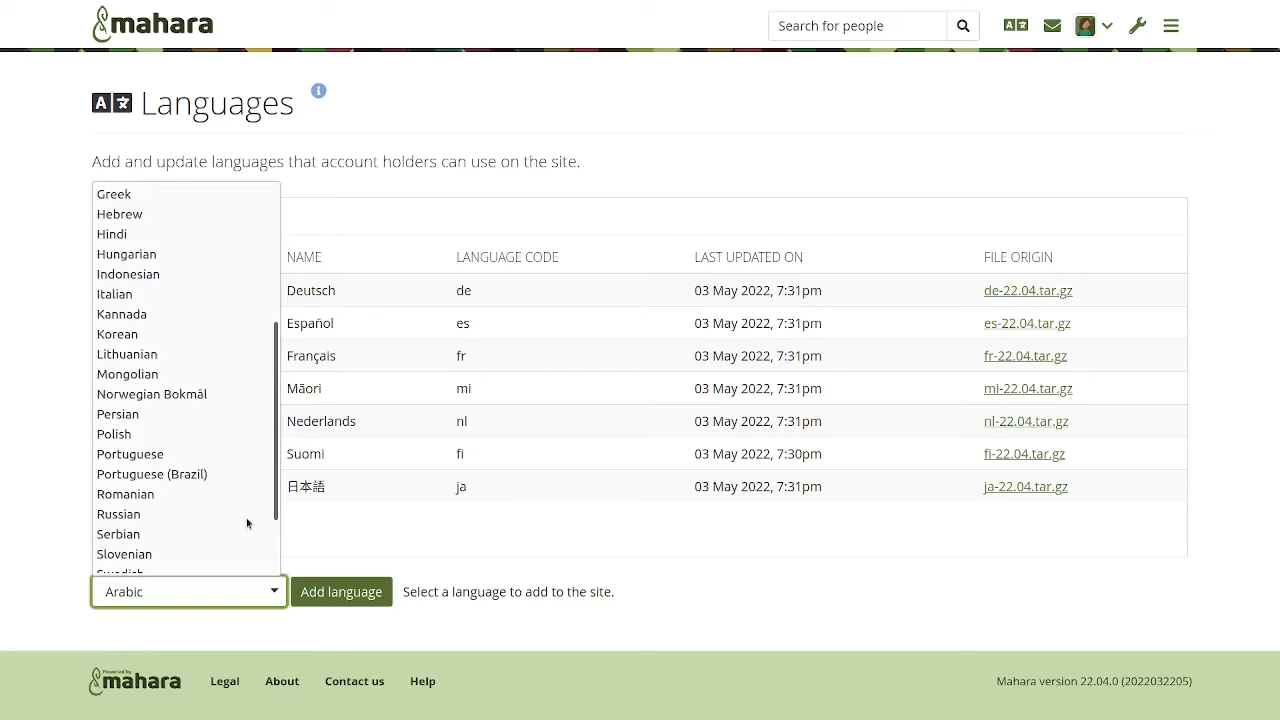 mahara
Search for people
Languages
Add and update languages that account holders can use on the site.
Greek
Hebrew
Hindi
Hungarian
Indonesian
Italian
Kannada
Korean
Lithuanian
Mongolian
Norwegian Bokmål
Persian
Polish
Portuguese
Portuguese (Brazil)
Romanian
Russian
Serbian
Slovenian
Swedish
NAME LANGUAGE CODE LAST UPDATED ON FILE ORIGIN
Deutsch de 03 May 2022, 7:31pm de-22.04.tar.gz
Español es 03 May 2022, 7:31pm es-22.04.tar.gz
Français fr 03 May 2022, 7:31pm fr-22.04.tar.gz
Māori mi 03 May 2022, 7:31pm mi-22.04.tar.gz
Nederlands nl 03 May 2022, 7:31pm nl-22.04.tar.gz
Suomi fi 03 May 2022, 7:30pm fi-22.04.tar.gz
日本語 ja 03 May 2022, 7:31pm ja-22.04.tar.gz
Arabic Add language Select a language to add to the site.
Powered by
mahara Legal About Contact us Help Mahara version 22.04.0 (2022032205)